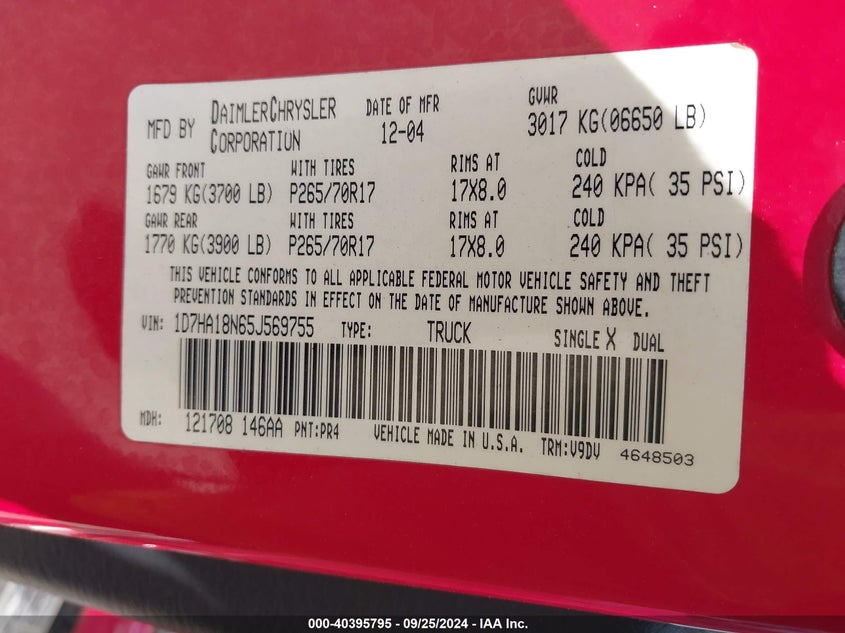 MFD BY DAIMLERCHRYSLER CORPORATION DATE OF MFR 12-04 GVWR 3017 KG(06650 LB)
GAWR FRONT WITH TIRES RIMS AT COLD
1679 KG(3700 LB) P265/70R17 17X8.0 240 KPA( 35 PSI)
GAWR REAR WITH TIRES RIMS AT COLD
1770 KG(3900 LB) P265/70R17 17X8.0 240 KPA( 35 PSI)
THIS VEHICLE CONFORMS TO ALL APPLICABLE FEDERAL MOTOR VEHICLE SAFETY AND THEFT
PREVENTION STANDARDS IN EFFECT ON THE DATE OF MANUFACTURE SHOWN ABOVE.
VIN: 1D7HA18N65J569755 TYPE: TRUCK SINGLE X DUAL
MDH: 121708 146AA PNT:PR4 VEHICLE MADE IN U.S.A. TRM:V9DV 4648503
000-40395795 - 09/25/2024 - IAA Inc.